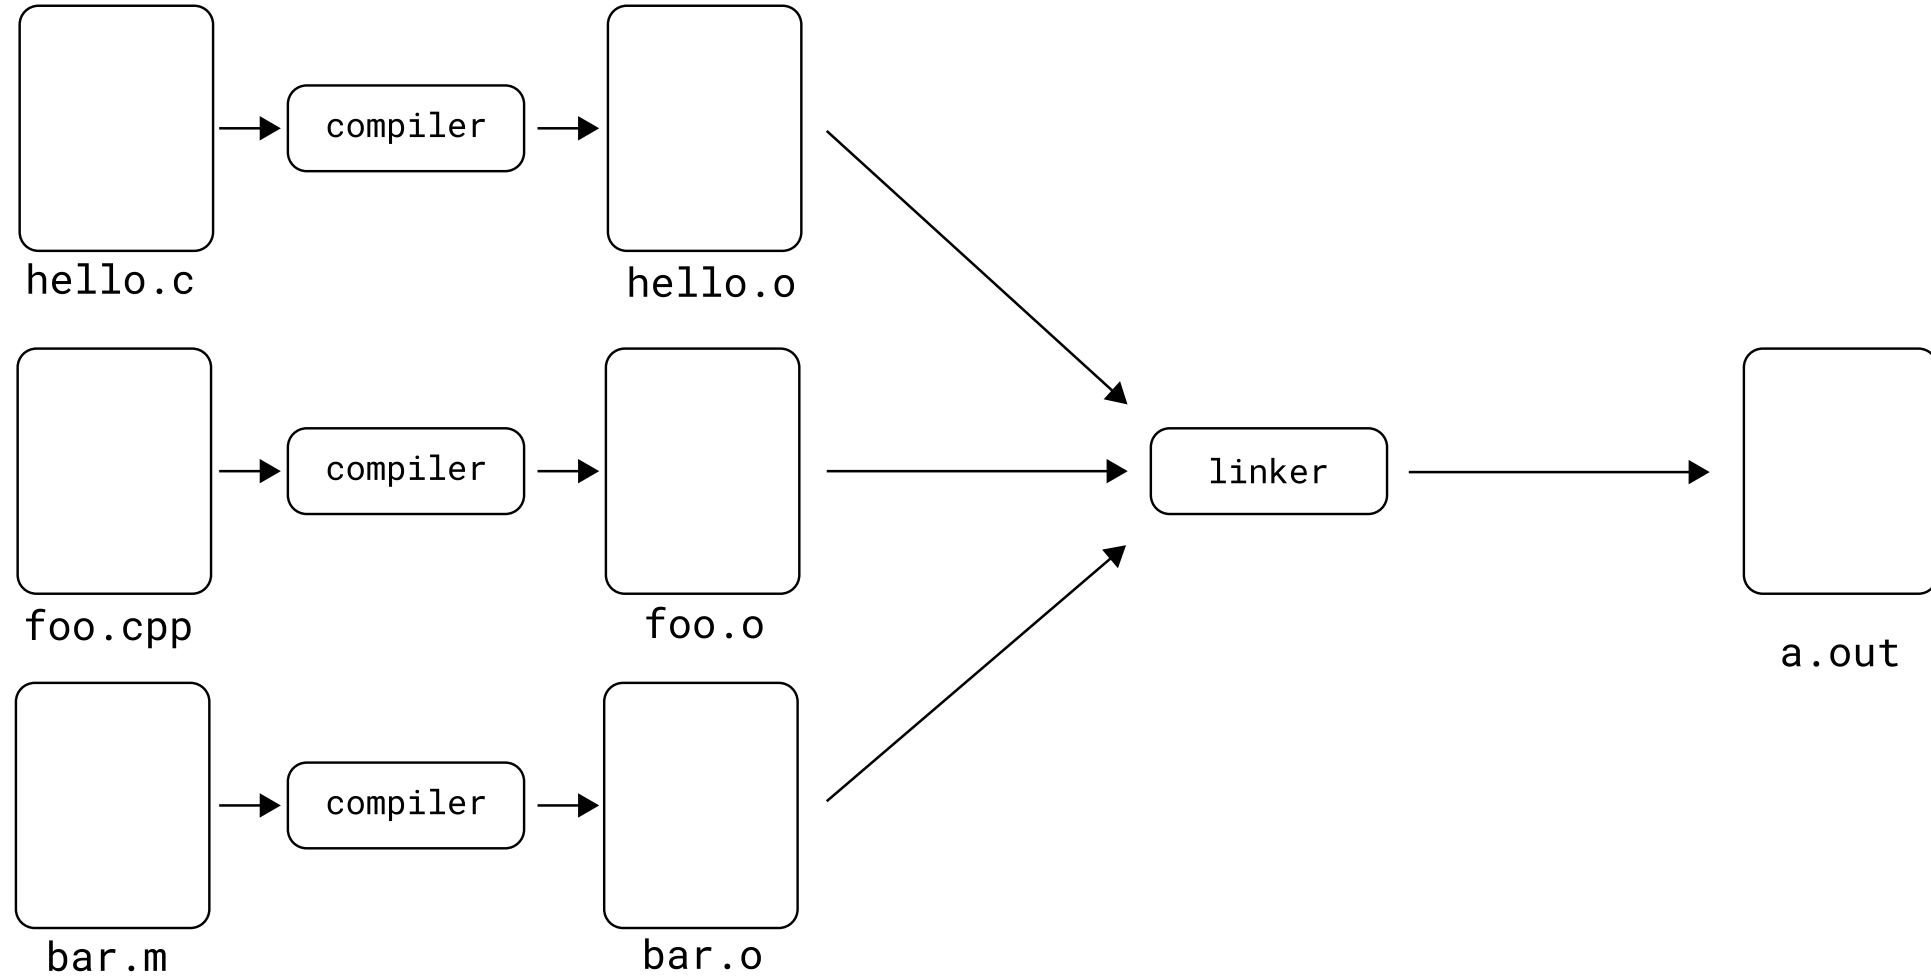 compiler
hello.c
hello.o
compiler
linker
foo.cpp
foo.o
a.out
compiler
bar.m
bar.o